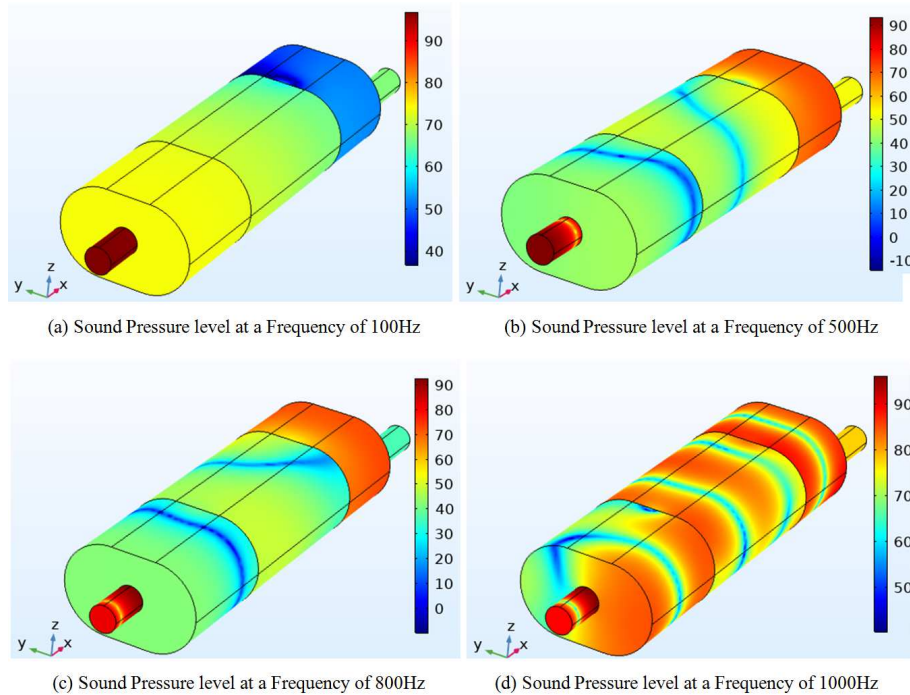 90
80
70
60
50
40
z
y
x
(a) Sound Pressure level at a Frequency of 100Hz
90
80
70
60
50
40
30
20
10
0
-10
z
y
x
(b) Sound Pressure level at a Frequency of 500Hz
90
80
70
60
50
40
30
20
10
0
z
y
x
(c) Sound Pressure level at a Frequency of 800Hz
90
80
70
60
50
z
y
x
(d) Sound Pressure level at a Frequency of 1000Hz